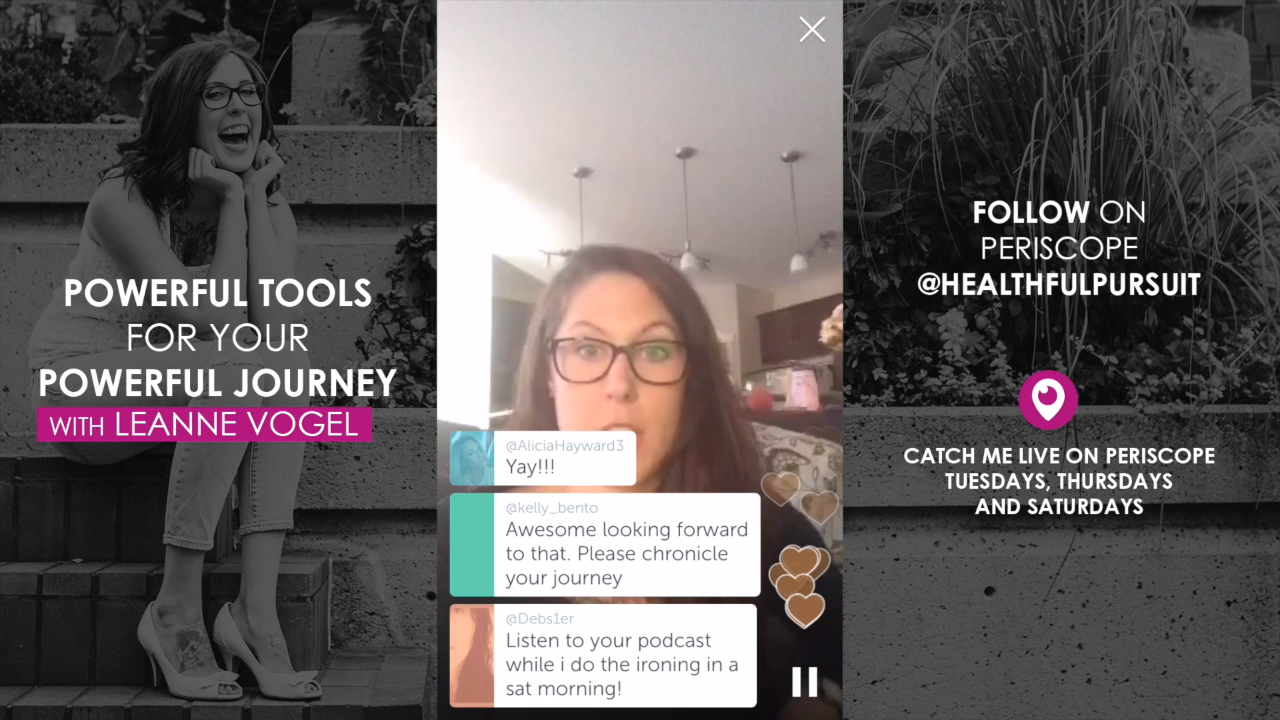 POWERFUL TOOLS
FOR YOUR
POWERFUL JOURNEY
WITH LEANNE VOGEL
@AliciaHayward3
Yay!!!
@kelly_bento
Awesome looking forward
to that. Please chronicle
your journey
@Debs1er
Listen to your podcast
while i do the ironing in a
sat morning!
FOLLOW ON
PERISCOPE
@HEALTHFULPURSUIT
CATCH ME LIVE ON PERISCOPE
TUESDAYS, THURSDAYS
AND SATURDAYS